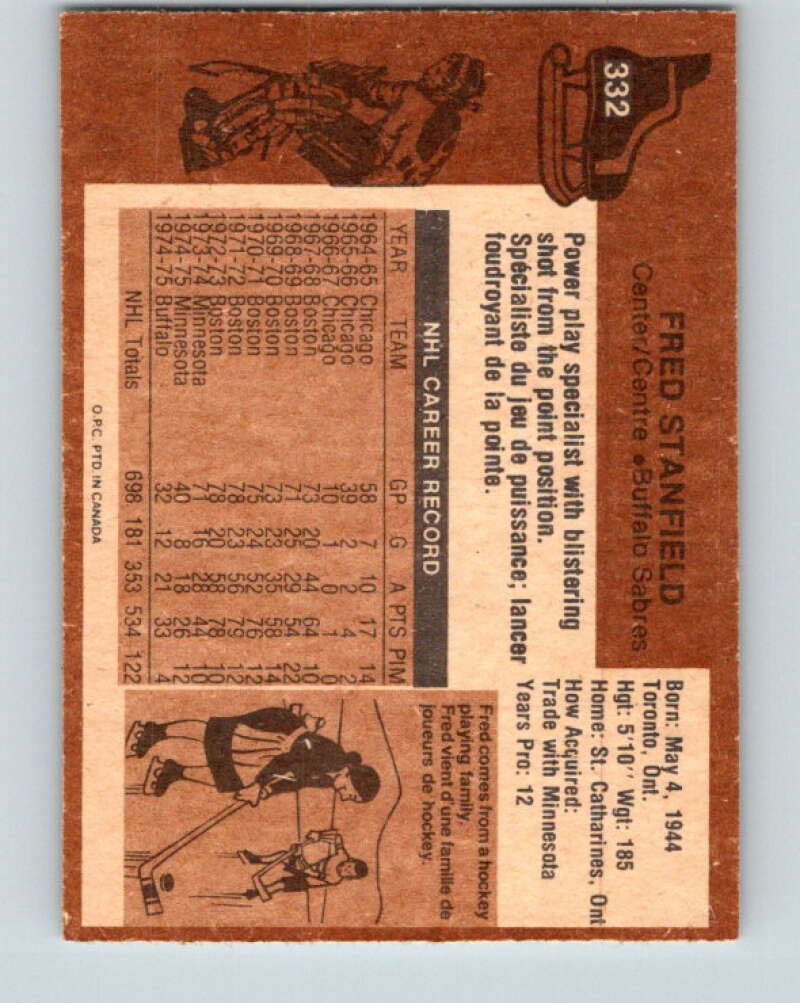 332
FRED STANFIELD
Center/Centre • Buffalo Sabres
Power play specialist with blistering
shot from the point position.
Spécialiste du jeu de puissance; lancer
foudroyant de la pointe.
Born: May 4, 1944
Toronto, Ont.
Hgt: 5'10" Wgt: 185
Home: St. Catharines, Ont
How Acquired:
Trade with Minnesota
Years Pro: 12
NHL CAREER RECORD
YEAR TEAM GP G A PTS PIM
1964-65 Chicago 58 7 10 17 14
1965-66 Chicago 39 2 2 4 2
1966-67 Chicago 10 1 0 1 0
1967-68 Boston 73 20 44 64 10
1968-69 Boston 71 25 29 54 22
1969-70 Boston 73 23 35 58 14
1970-71 Boston 75 24 52 76 12
1971-72 Boston 78 23 56 79 12
1972-73 Boston 78 20 58 78 10
1973-74 Minnesota 71 16 28 44 10
1974-75 Minnesota 40 8 18 26 12
1974-75 Buffalo 32 12 21 33 4
NHL Totals 698 181 353 534 122
Fred comes from a hockey
playing family.
Fred vient d'une famille de
joueurs de hockey.
O.P.C. PTD. IN CANADA